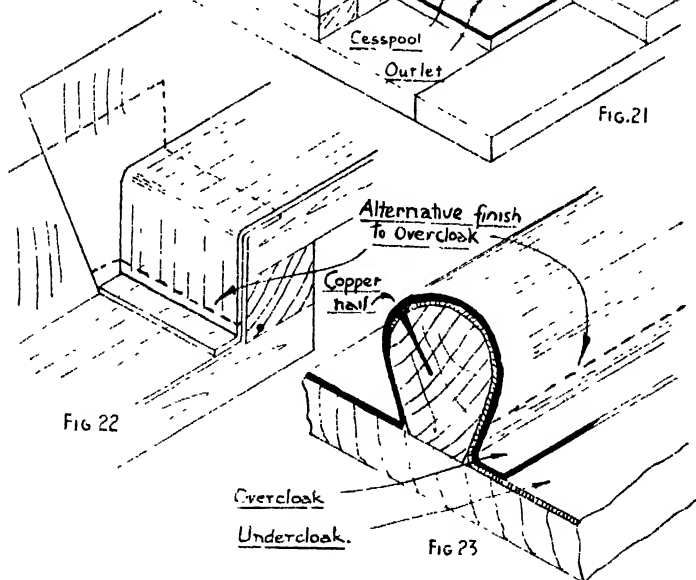 Cesspool
Outlet
FIG.21
Alternative finish
to Overcloak
Copper
nail
FIG 22
Overcloak
Undercloak.
FIG 23